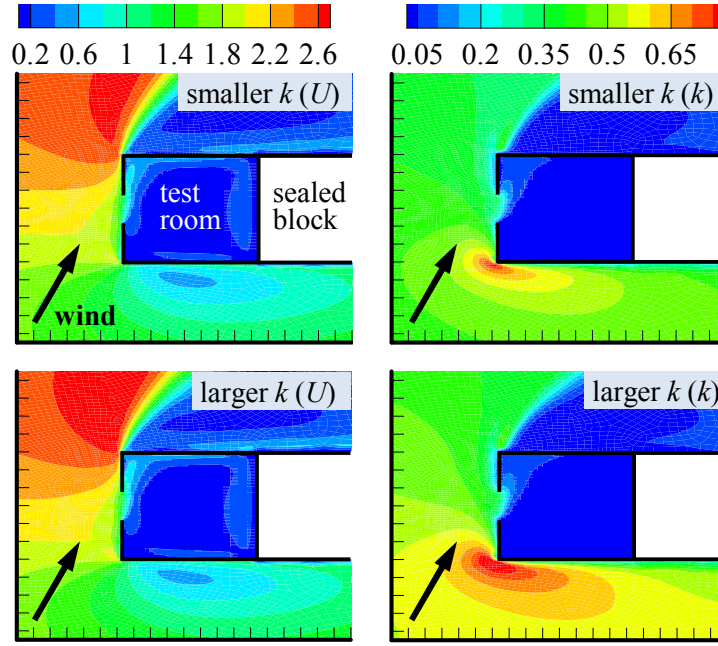 0.2 0.6 1 1.4 1.8 2.2 2.6
0.05 0.2 0.35 0.5 0.65
smaller k (U)
test
room
sealed
block
wind
smaller k (k)
larger k (U)
larger k (k)